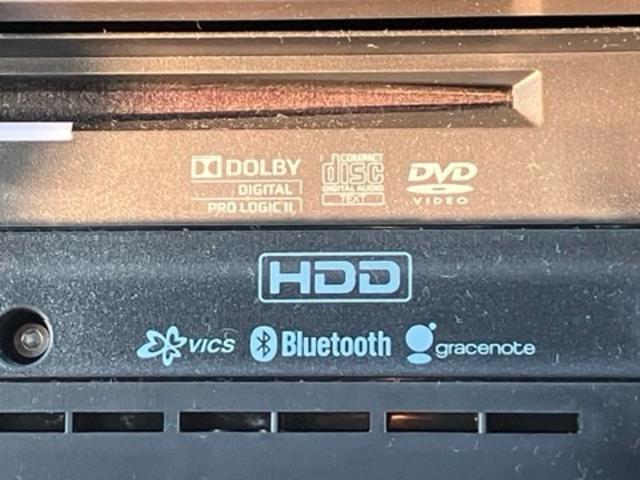 DOLBY
DIGITAL
PRO LOGIC II
COMPACT
disc
DIGITAL AUDIO
TEXT
DVD
VIDEO
HDD
VICS Bluetooth gracenote